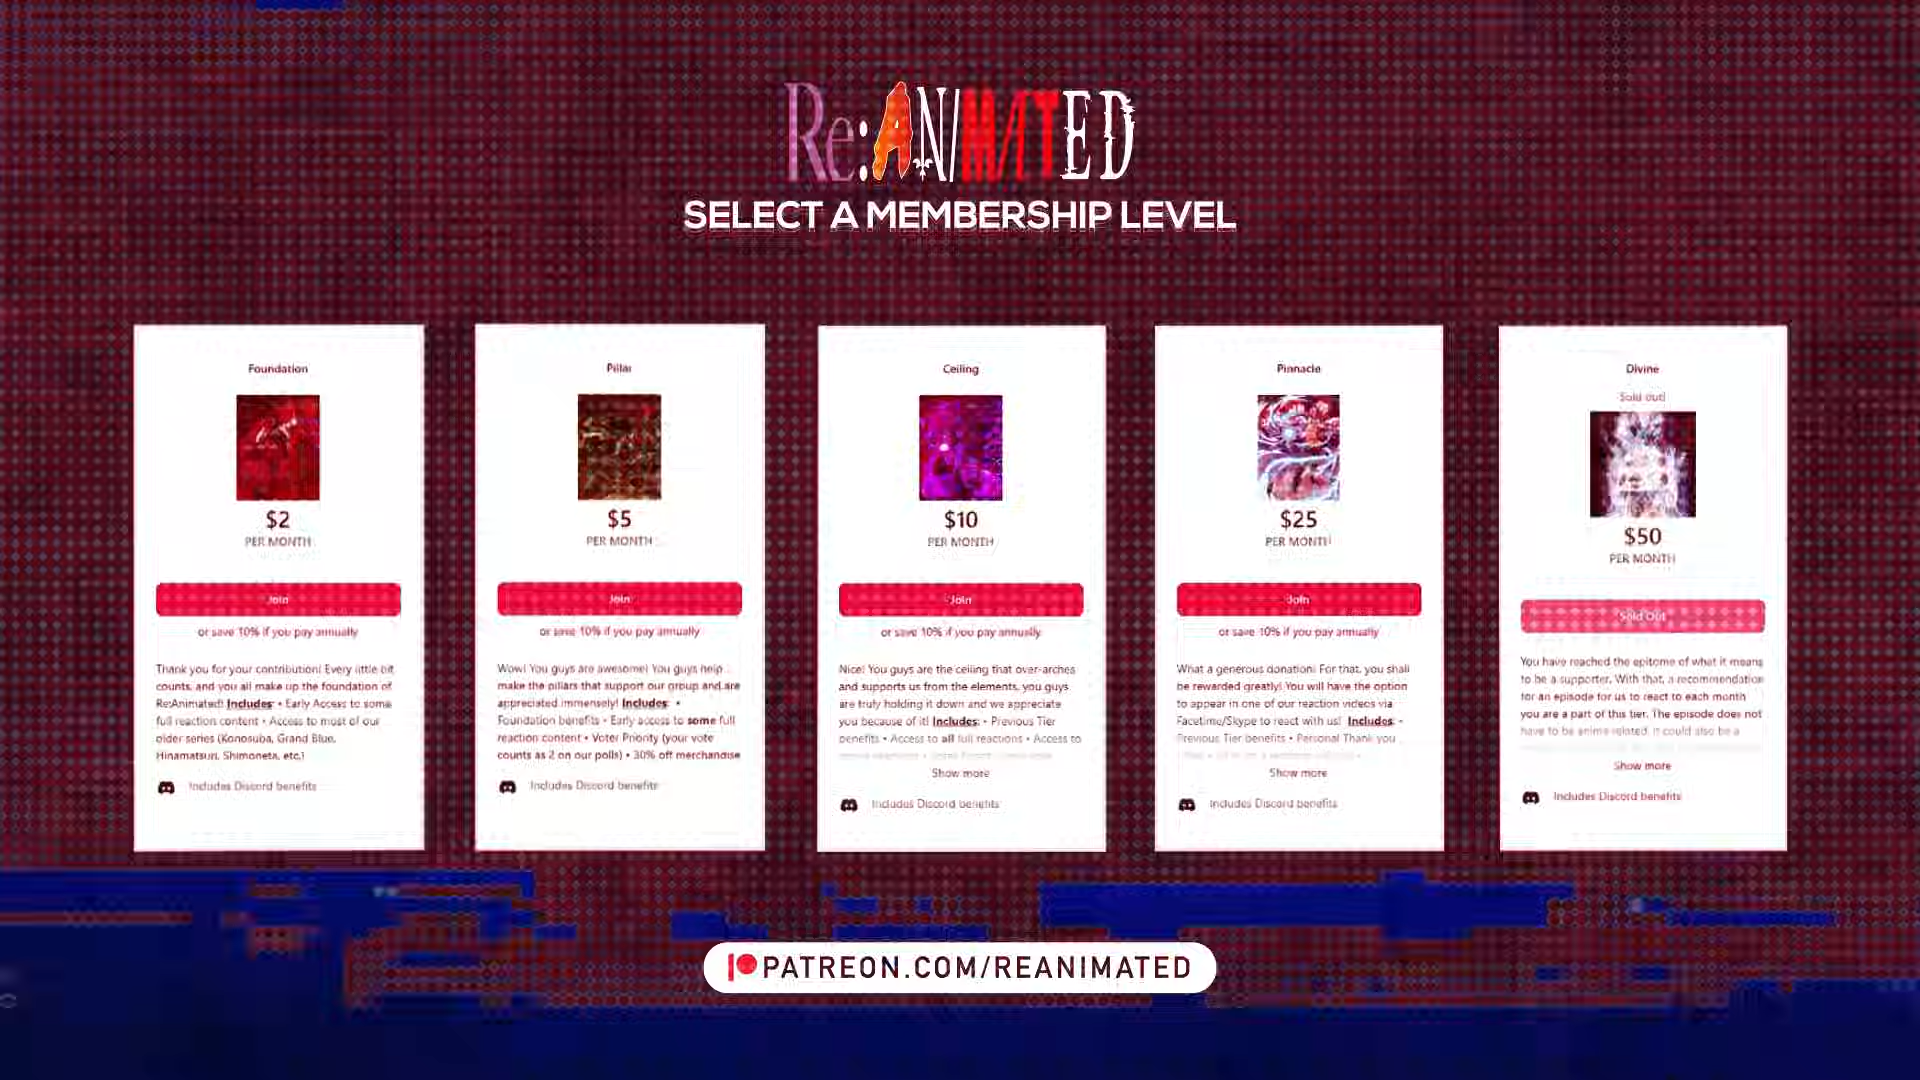 Re:ANIMATED
SELECT A MEMBERSHIP LEVEL
Foundation
$2
PER MONTH
Join
or save 10% if you pay annually
Thank you for your contribution! Every little bit
counts, and you all make up the foundation of
Re:Animated! Includes: • Early Access to some
full reaction content • Access to most of our
older series (Konosuba, Grand Blue,
Hinamatsuri, Shimoneta, etc.)
Includes Discord benefits
Pillar
$5
PER MONTH
Join
or save 10% if you pay annually
Wow! You guys are awesome! You guys help
make the pillars that support our group and are
appreciated immensely! Includes: •
Foundation benefits • Early access to some full
reaction content • Voter Priority (your vote
counts as 2 on our polls) • 30% off merchandise
Includes Discord benefits
Ceiling
$10
PER MONTH
Join
or save 10% if you pay annually
Nice! You guys are the ceiling that over-arches
and supports us from the elements, you guys
are truly holding it down and we appreciate
you because of it! Includes: • Previous Tier
benefits • Access to all full reactions • Access to
Show more
Includes Discord benefits
Pinnacle
$25
PER MONTH
Join
or save 10% if you pay annually
What a generous donation! For that, you shall
be rewarded greatly! You will have the option
to appear in one of our reaction videos via
Facetime/Skype to react with us! Includes: •
Previous Tier benefits • Personal Thank you
Show more
Includes Discord benefits
Divine
Sold out!
$50
PER MONTH
Sold Out
You have reached the epitome of what it means
to be a supporter. With that, a recommendation
for an episode for us to react to each month
you are a part of this tier. The episode does not
have to be anime related. It could also be a
Show more
Includes Discord benefits
PATREON.COM/REANIMATED